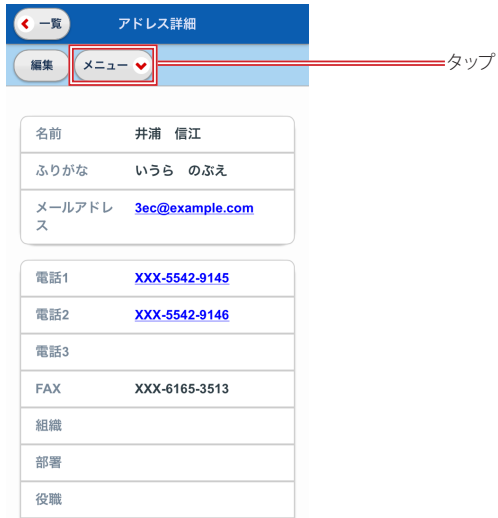 一覧 アドレス詳細
編集 メニュー タップ
名前 井浦 信江
ふりがな いうら のぶえ
メールアドレ 3ec@example.com
ス
電話1 XXX-5542-9145
電話2 XXX-5542-9146
電話3
FAX XXX-6165-3513
組織
部署
役職